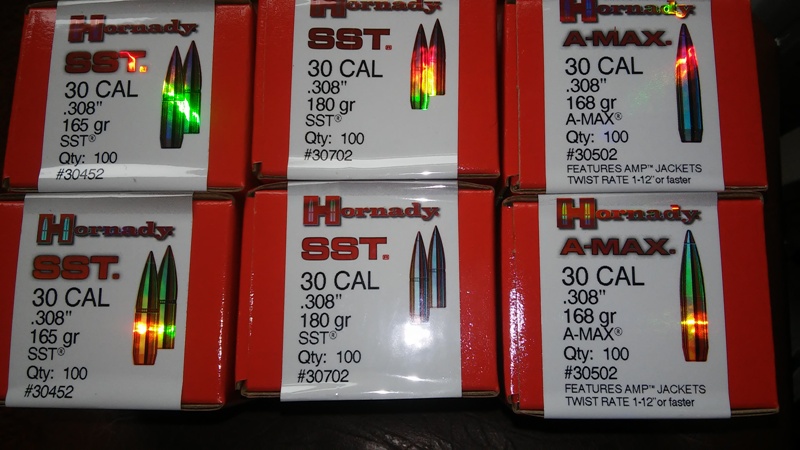 Hornady
SST®
30 CAL
.308"
165 gr
SST®
Qty: 100
#30452
Hornady
SST®
30 CAL
.308"
180 gr
SST®
Qty: 100
#30702
Hornady
A-MAX®
30 CAL
.308"
168 gr
A-MAX®
Qty: 100
#30502
FEATURES AMP™ JACKETS
TWIST RATE 1-12" or faster
Hornady
SST®
30 CAL
.308"
165 gr
SST®
Qty: 100
#30452
Hornady
SST®
30 CAL
.308"
180 gr
SST®
Qty: 100
#30702
Hornady
A-MAX®
30 CAL
.308"
168 gr
A-MAX®
Qty: 100
#30502
FEATURES AMP™ JACKETS
TWIST RATE 1-12" or faster